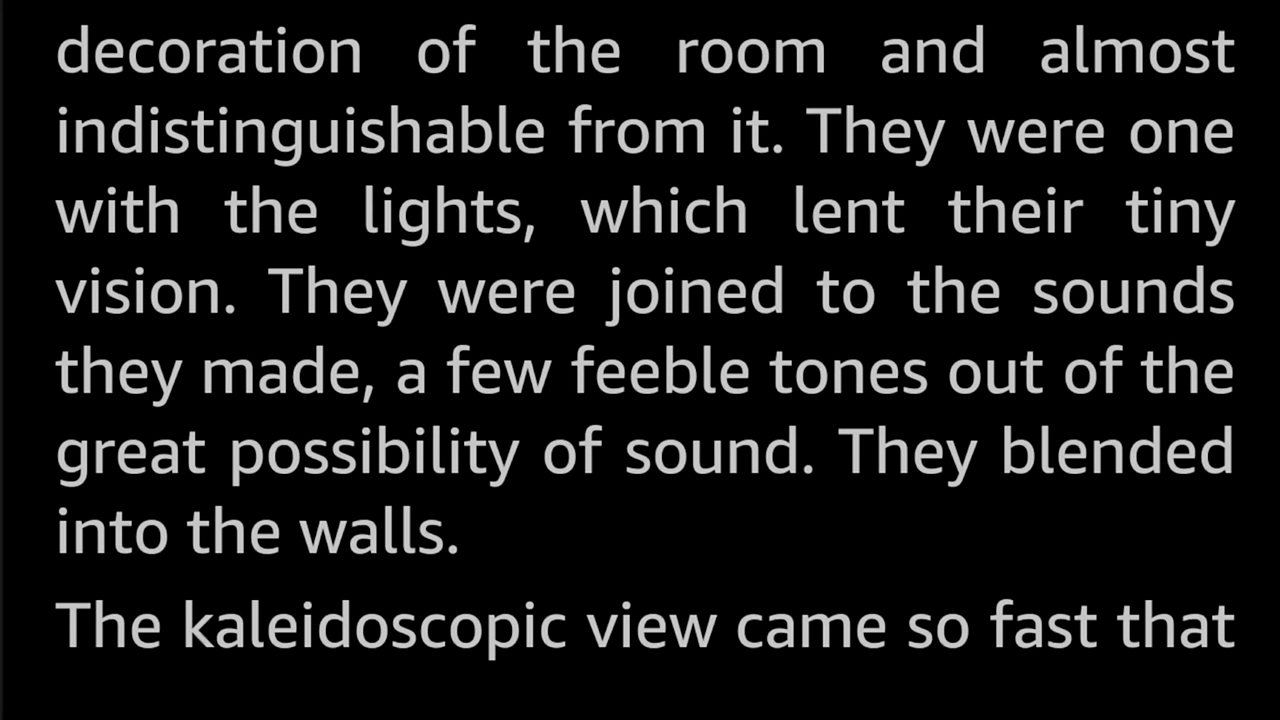 decoration of the room and almost
indistinguishable from it. They were one
with the lights, which lent their tiny
vision. They were joined to the sounds
they made, a few feeble tones out of the
great possibility of sound. They blended
into the walls.
The kaleidoscopic view came so fast that